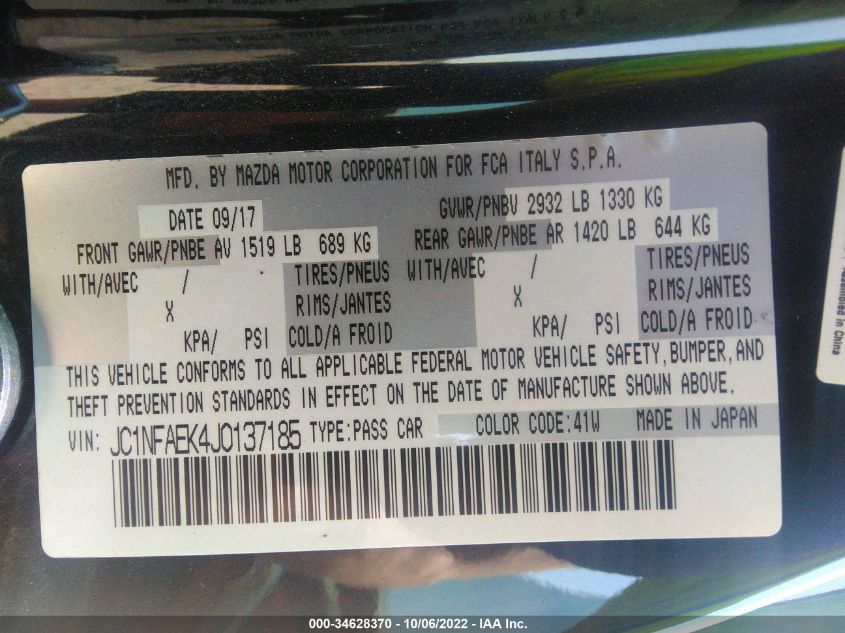 MFD. BY MAZDA MOTOR CORPORATION FOR FCA ITALY S.P.A.
DATE 09/17 GVWR/PNBV 2932 LB 1330 KG
FRONT GAWR/PNBE AV 1519 LB 689 KG REAR GAWR/PNBE AR 1420 LB 644 KG
WITH/AVEC / TIRES/PNEUS WITH/AVEC / TIRES/PNEUS
X RIMS/JANTES X RIMS/JANTES
KPA/ PSI COLD/A FROID KPA/ PSI COLD/A FROID
THIS VEHICLE CONFORMS TO ALL APPLICABLE FEDERAL MOTOR VEHICLE SAFETY, BUMPER, AND
THEFT PREVENTION STANDARDS IN EFFECT ON THE DATE OF MANUFACTURE SHOWN ABOVE.
VIN: JC1NFAEK4J0137185 TYPE:PASS CAR COLOR CODE:41W MADE IN JAPAN
Assembled in China
000-34628370 - 10/06/2022 - IAA Inc.